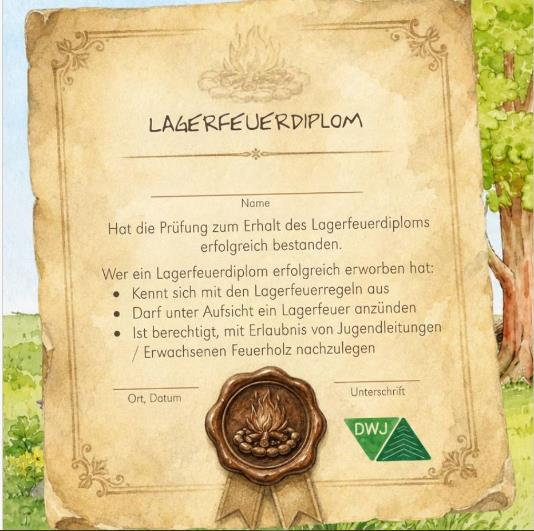 LAGERFEUERDIPLOM
Name
Hat die Prüfung zum Erhalt des Lagerfeuerdiploms
erfolgreich bestanden.
Wer ein Lagerfeuerdiplom erfolgreich erworben hat:
• Kennt sich mit den Lagerfeuerregeln aus
• Darf unter Aufsicht ein Lagerfeuer anzünden
• Ist berechtigt, mit Erlaubnis von Jugendleitungen
/ Erwachsenen Feuerholz nachzulegen
Ort, Datum
Unterschrift
DWJ